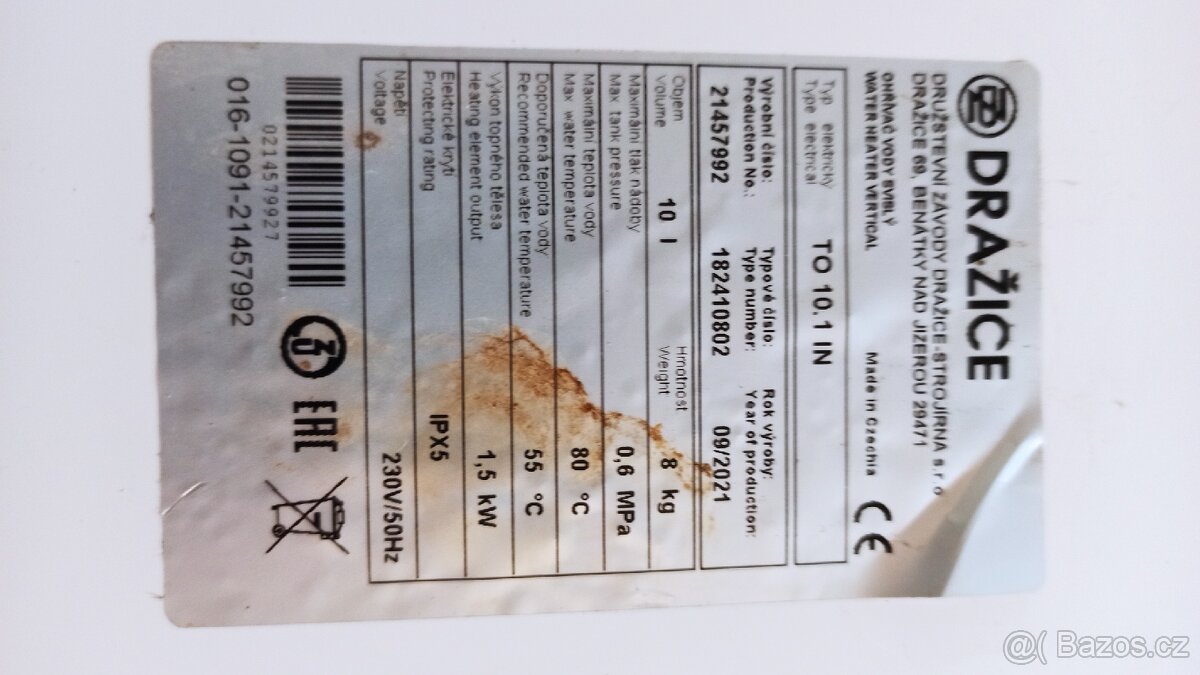 DRAŽICE
DRUŽSTEVNÍ ZÁVODY DRAŽICE-STROJÍRNA s.r.o
DRAŽICE 69, BENÁTKY NAD JIZEROU 29471
OHŘÍVAČ VODY SVISLÝ
WATER HEATER VERTICAL Made in Czechia CE
Typ elektrický
Type electrical TO 10.1 IN
Výrobní číslo: Typové číslo: Rok výroby:
Production No.: Type number: Year of production:
21457992 182410802 09/2021
Objem Hmotnost
Volume 10 l Weight 8 kg
Maximální tlak nádoby
Max. tank pressure 0,6 MPa
Maximální teplota vody
Max. water temperature 80 °C
Doporučená teplota vody
Recommended water temperature 55 °C
Výkon topného tělesa
Heating element output 1,5 kW
Elektrické krytí
Protecting rating IPX5
Napětí
Voltage 230V/50Hz
0214579927
EAC
016-1091-21457992
@( Bazos.cz